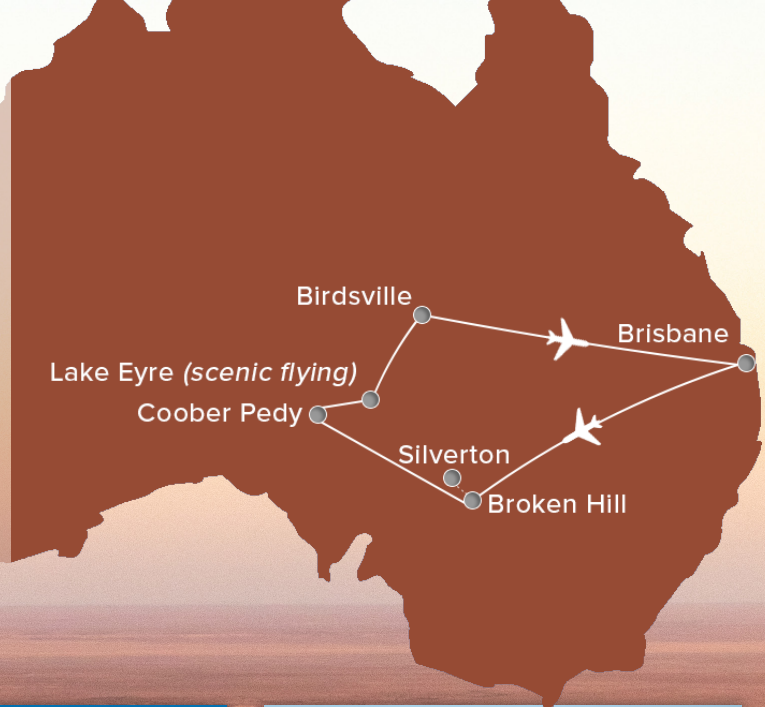 Birdsville
Brisbane
Lake Eyre (scenic flying)
Coober Pedy
Silverton
Broken Hill